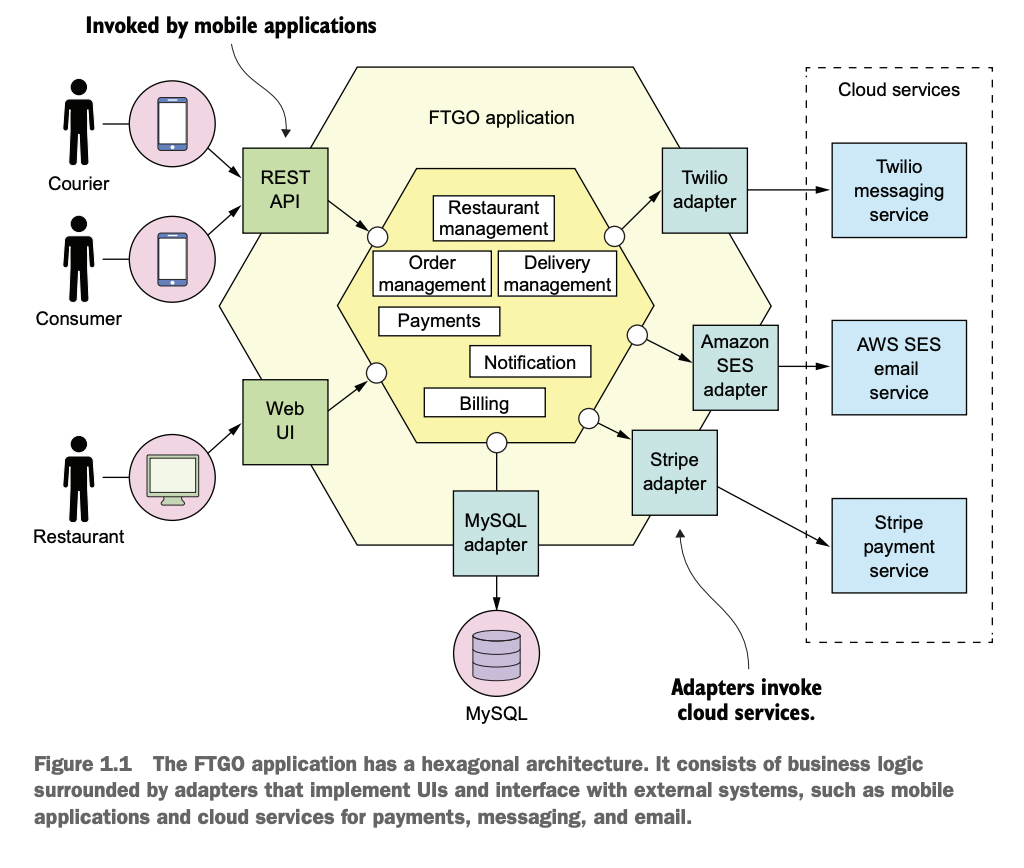 Invoked by mobile applications
Courier
Consumer
Restaurant
REST
API
Web
UI
FTGO application
Restaurant
management
Order
management
Delivery
management
Payments
Notification
Billing
Twilio
adapter
Amazon
SES
adapter
Stripe
adapter
MySQL
adapter
MySQL
Cloud services
Twilio
messaging
service
AWS SES
email
service
Stripe
payment
service
Adapters invoke
cloud services.
Figure 1.1 The FTGO application has a hexagonal architecture. It consists of business logic
surrounded by adapters that implement UIs and interface with external systems, such as mobile
applications and cloud services for payments, messaging, and email.